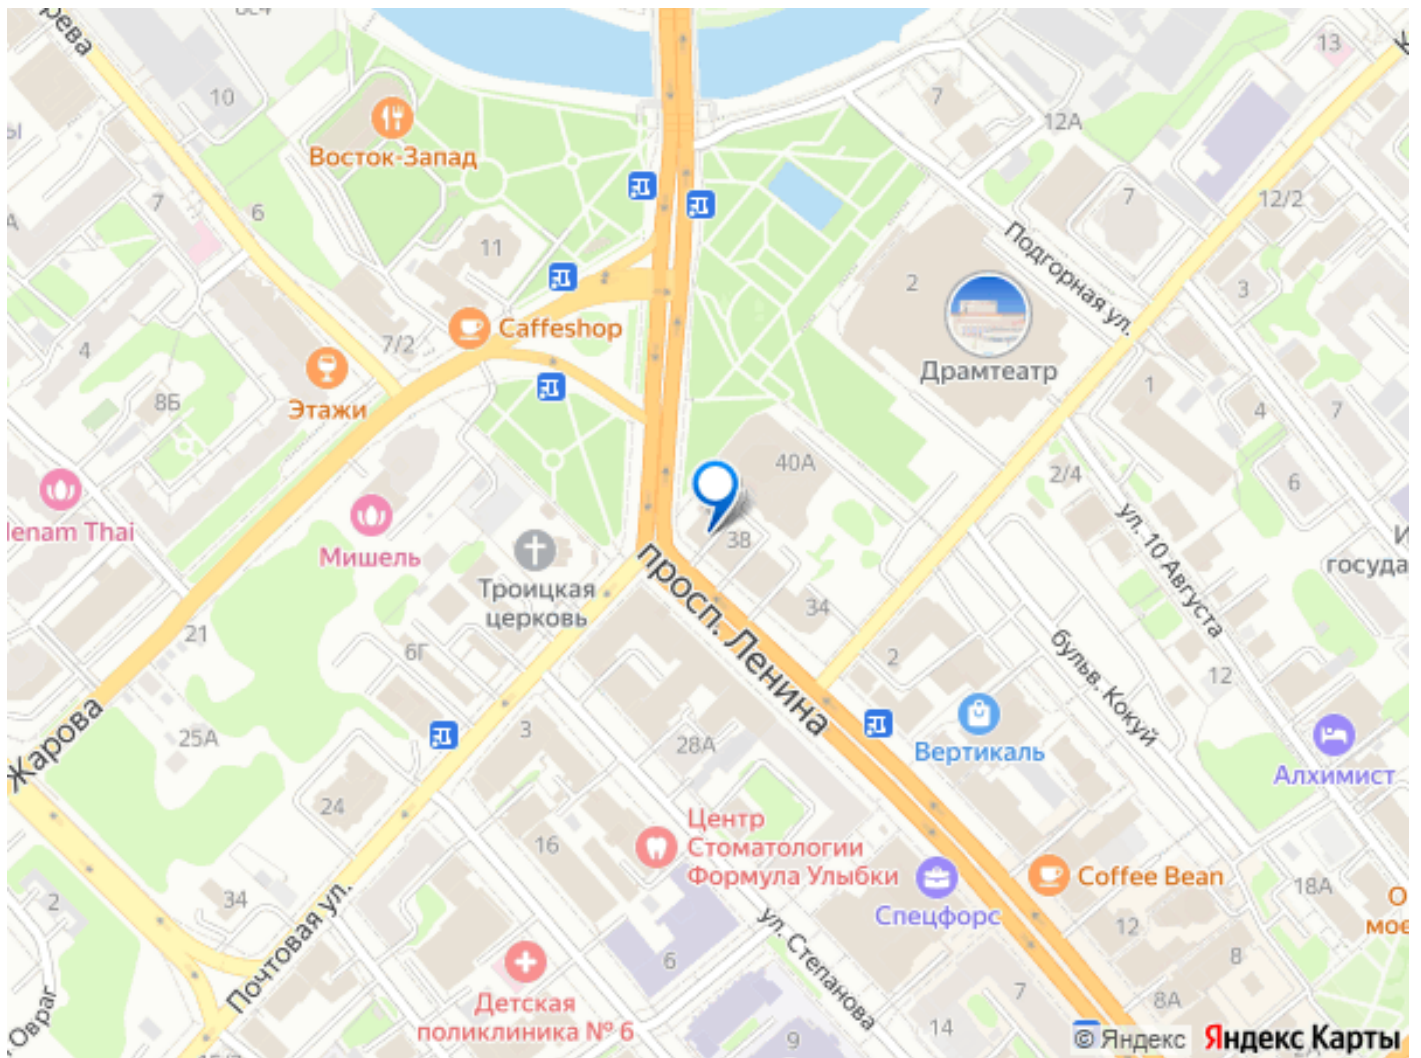 10
13
Восток-Запад
7
12А
7
6
7
12/2
11
Подгорная ул.
2
3
Caffeshop
7/2
4
Драмтеатр
1
Этажи
8Б
4
7
40А
2/4
6
ул. 10 Августа
Мишель
38
Троицкая
церковь
просп. Ленина
34
21
6Г
2
бульв. Кокуй
12
Жарова
25А
3
28А
Вертикаль
Алхимист
24
16
Центр
Стоматологии
Формула Улыбки
Coffee Bean
18А
34
2
Спецфорс
12
Почтовая ул.
ул. Степанова
6
8
Детская
поликлиника № 6
7
8А
14
9
Овраг
© Яндекс
Яндекс Карты